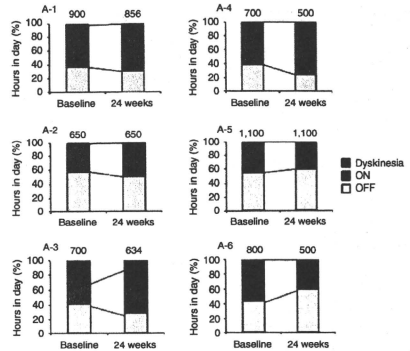 A-1 900 856
Hours in day (%)
100
80
60
40
20
0
Baseline 24 weeks
A-4 700 500
Hours in day (%)
100
80
60
40
20
0
Baseline 24 weeks
A-2 650 650
Hours in day (%)
100
80
60
40
20
0
Baseline 24 weeks
A-5 1,100 1,100
Hours in day (%)
100
80
60
40
20
0
Baseline 24 weeks
Dyskinesia
ON
OFF
A-3 700 634
Hours in day (%)
100
80
60
40
20
0
Baseline 24 weeks
A-6 800 500
Hours in day (%)
100
80
60
40
20
0
Baseline 24 weeks